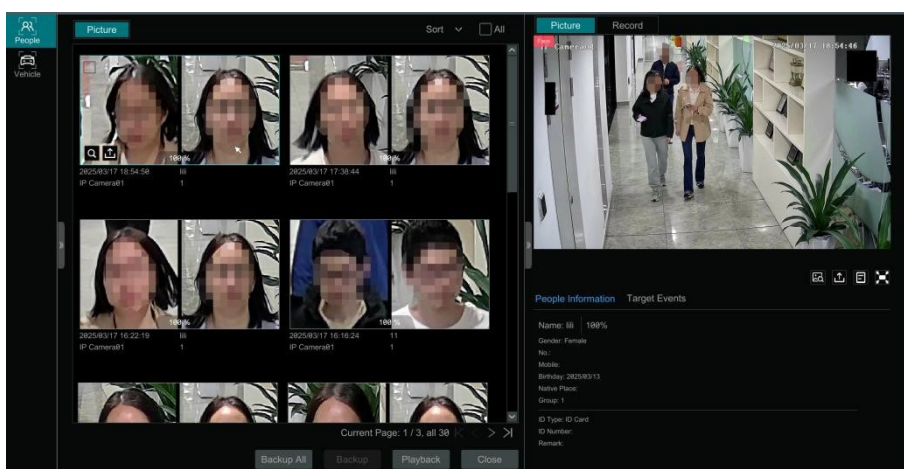 People
Vehicle
Picture
Sort
All
100 %
2025/03/17 18:54:50 lili
IP Camera01 1
100 %
2025/03/17 17:38:44 lili
IP Camera01 1
100 %
2025/03/17 16:22:19 lili
IP Camera01 1
100 %
2025/03/17 16:16:24 11
IP Camera01 1
Current Page: 1 / 3, all 30
Backup All Backup Playback Close
Picture Record
2025/03/17 18:54:46
People Information Target Events
Name: lili 100%
Gender: Female
No.:
Mobile:
Birthday: 2025/03/13
Native Place:
Group: 1
ID Type: ID Card
ID Number:
Remark: